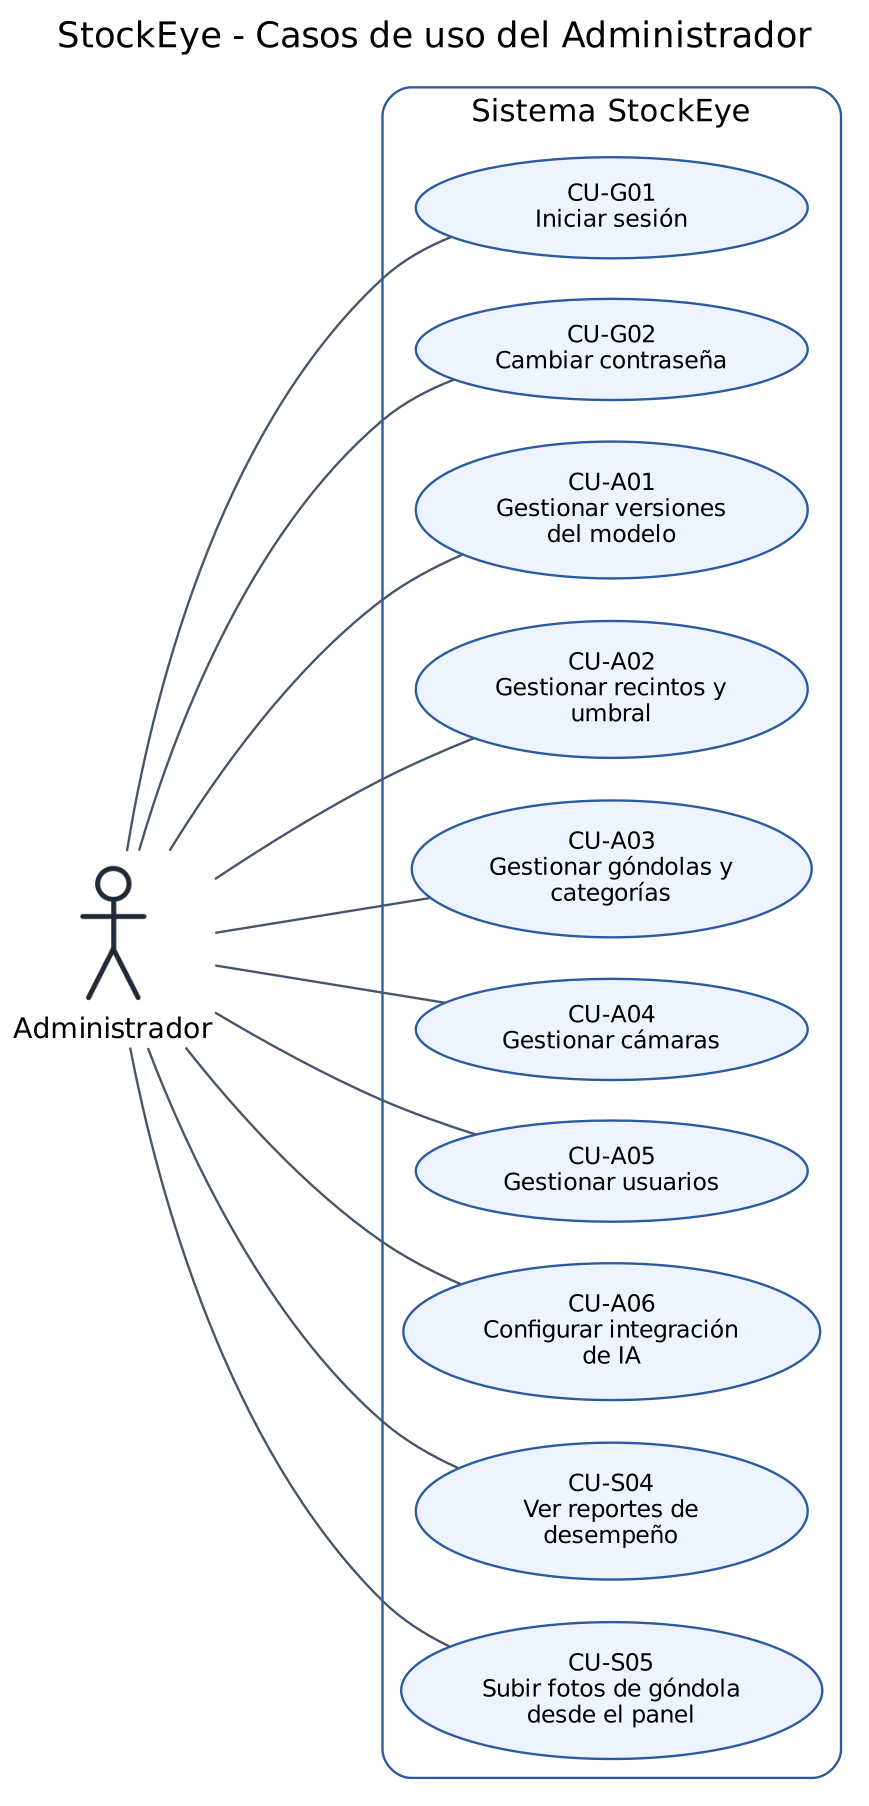 StockEye - Casos de uso del Administrador
Sistema StockEye
CU-G01
Iniciar sesión
CU-G02
Cambiar contraseña
CU-A01
Gestionar versiones
del modelo
CU-A02
Gestionar recintos y
umbral
CU-A03
Gestionar góndolas y
categorías
CU-A04
Gestionar cámaras
Administrador
CU-A05
Gestionar usuarios
CU-A06
Configurar integración
de IA
CU-S04
Ver reportes de
desempeño
CU-S05
Subir fotos de góndola
desde el panel